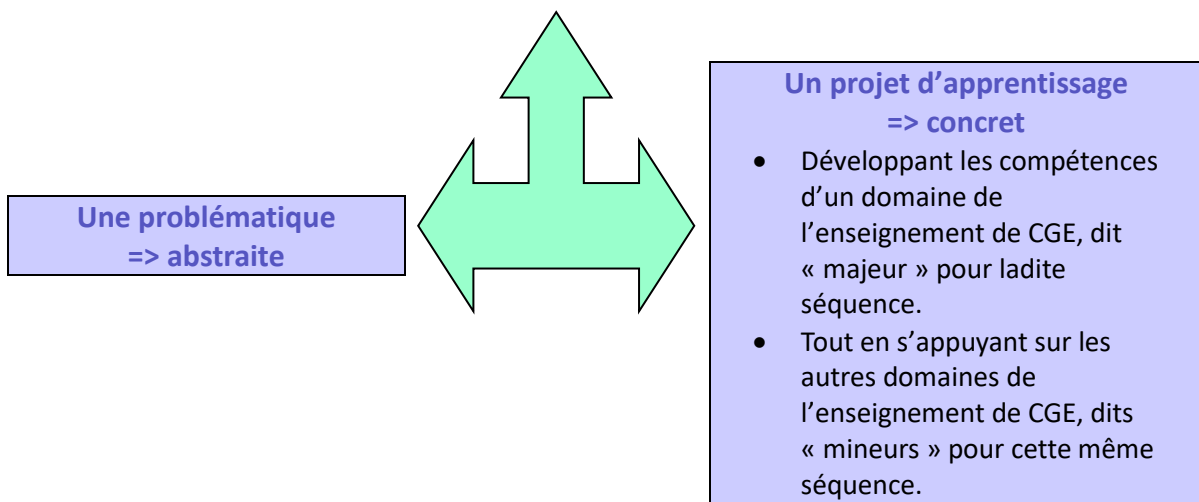 Une problématique
=> abstraite
Un projet d’apprentissage
=> concret
• Développant les compétences
d’un domaine de
l’enseignement de CGE, dit
« majeur » pour ladite
séquence.
• Tout en s’appuyant sur les
autres domaines de
l’enseignement de CGE, dits
« mineurs » pour cette même
séquence.